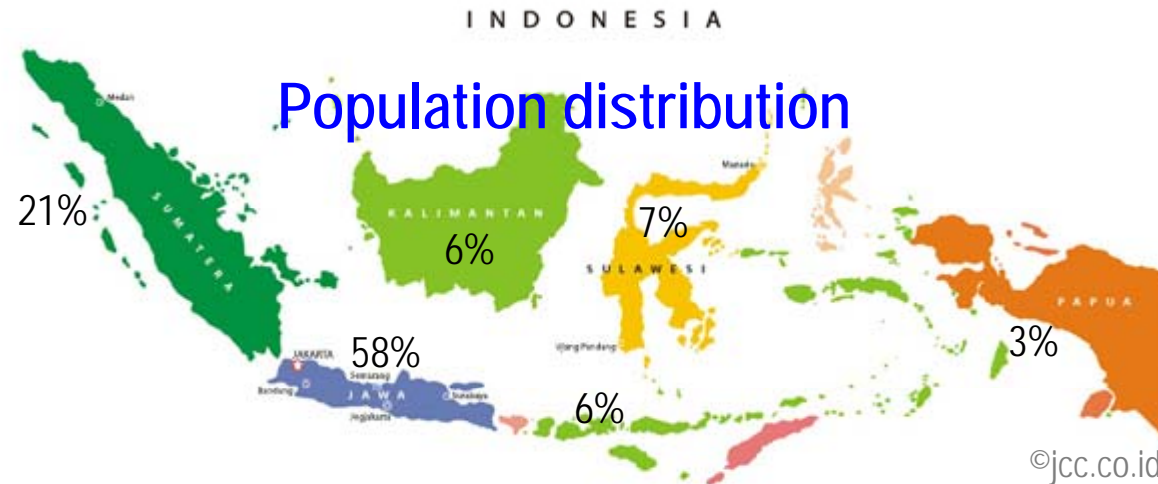 INDONESIA
Population distribution
Medan
Manado
21%
SUMATERA
KALIMANTAN
6%
7%
SULAWESI
PAPUA
3%
Ujung Pandang
JAKARTA
58%
Semarang
Bandung
JAWA
Surabaya
Jogjakarta
6%
©jcc.co.id